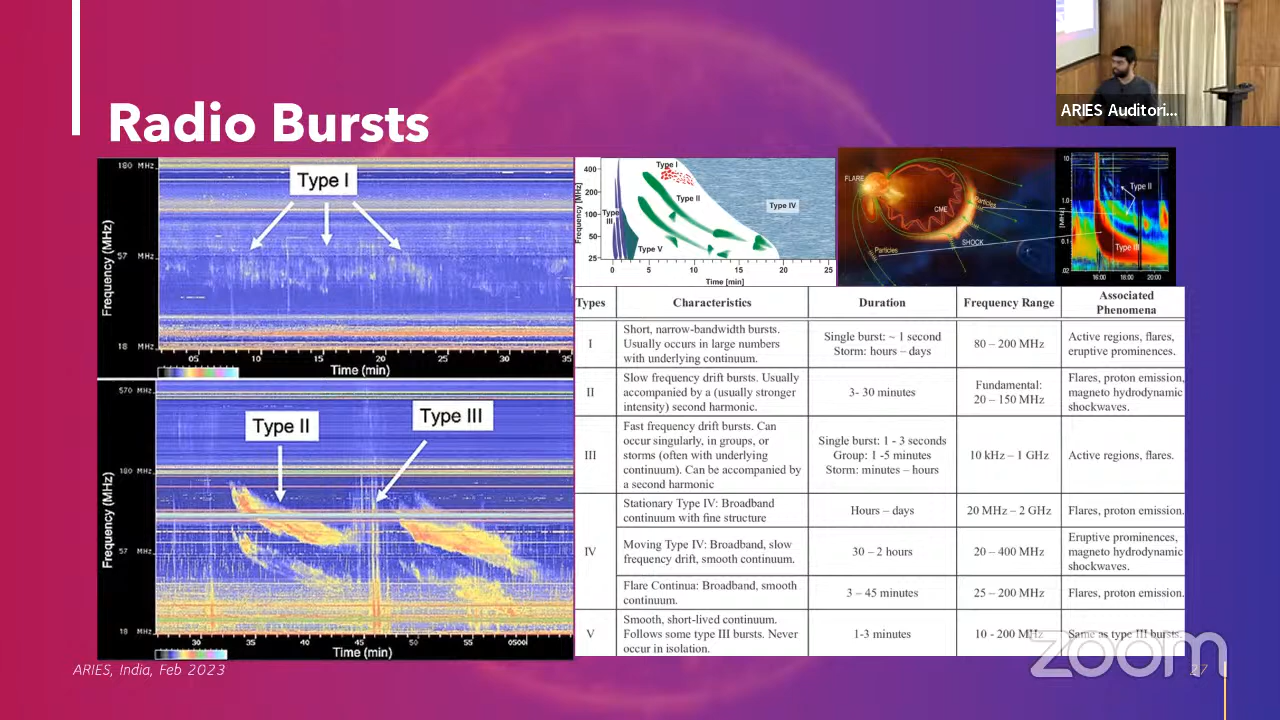 ARIES Auditori...
Radio Bursts
180 MHz
57 MHz
18 MHz
Frequency (MHz)
Type I
05
10
15
20
25
30
35
Time (min)
570 MHz
180 MHz
57 MHz
18 MHz
Frequency (MHz)
Type II
Type III
30
35
40
45
50
55
0500
Time (min)
Frequency [MHz]
400
200
100
50
25
Type I
Type II
Type III
Type IV
Type V
0 5 10 15 20 25
Time [min]
FLARE
CME
Particles
SHOCK
Particles
[MHz]
10
1.0
0.1
.02
Type II
Type III
16:00 18:00 20:00
Types Characteristics Duration Frequency Range Associated
Phenomena
I
Short, narrow-bandwidth bursts.
Usually occurs in large numbers
with underlying continuum.
Single burst: ~ 1 second
Storm: hours – days
80 – 200 MHz
Active regions, flares,
eruptive prominences.
II
Slow frequency drift bursts. Usually
accompanied by a (usually stronger
intensity) second harmonic.
3- 30 minutes
Fundamental:
20 – 150 MHz
Flares, proton emission,
magneto hydrodynamic
shockwaves.
III
Fast frequency drift bursts. Can
occur singularly, in groups, or
storms (often with underlying
continuum). Can be accompanied by
a second harmonic
Single burst: 1 - 3 seconds
Group: 1 -5 minutes
Storm: minutes – hours
10 kHz – 1 GHz
Active regions, flares.
IV
Stationary Type IV: Broadband
continuum with fine structure
Hours – days
20 MHz – 2 GHz
Flares, proton emission.
Moving Type IV: Broadband, slow
frequency drift, smooth continuum.
30 – 2 hours
20 – 400 MHz
Eruptive prominences,
magneto hydrodynamic
shockwaves.
Flare Continua: Broadband, smooth
continuum.
3 – 45 minutes
25 – 200 MHz
Flares, proton emission.
V
Smooth, short-lived continuum.
Follows some type III bursts. Never
occur in isolation.
1-3 minutes
10 - 200 MHz
Same as type III bursts.
zoom
ARIES, India, Feb 2023
27